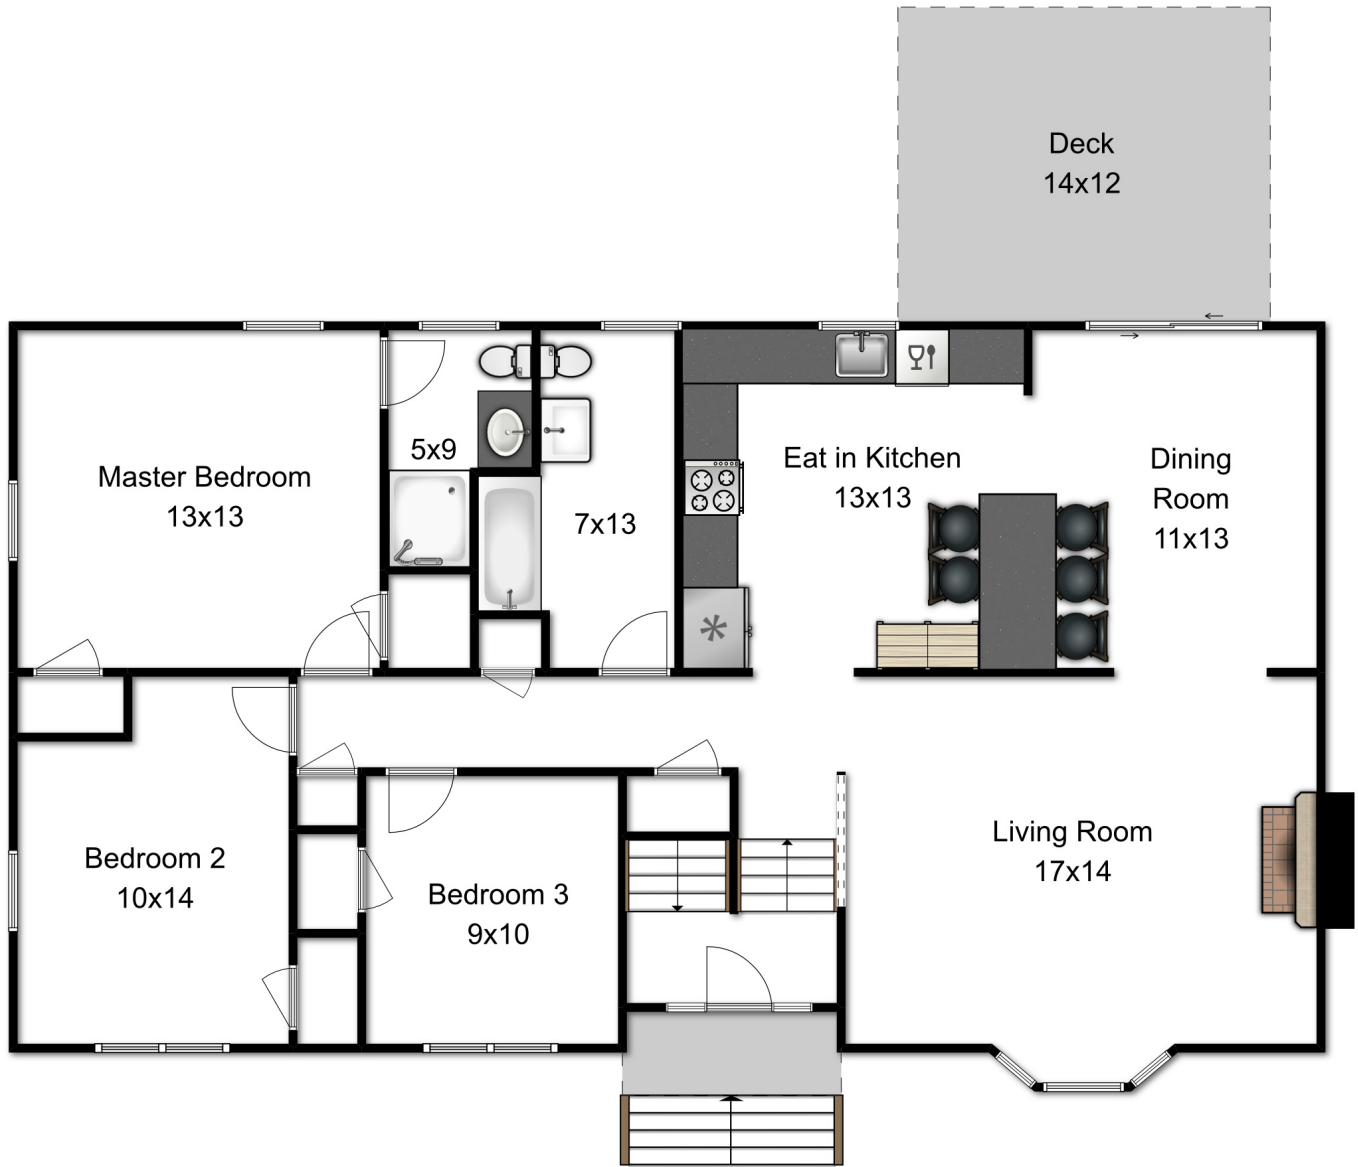 Deck
14x12
Master Bedroom
13x13
5x9
7x13
Eat in Kitchen
13x13
Dining
Room
11x13
Bedroom 2
10x14
Bedroom 3
9x10
Living Room
17x14